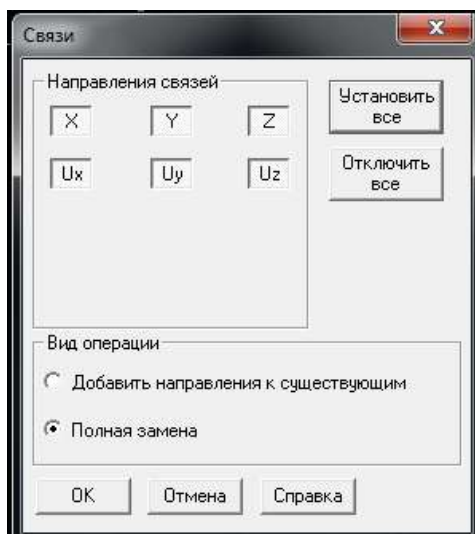 Связи
Направления связей
X Y Z
Ux Uy Uz
Установить
все
Отключить
все
Вид операции
Добавить направления к существующим
Полная замена
OK Отмена Справка